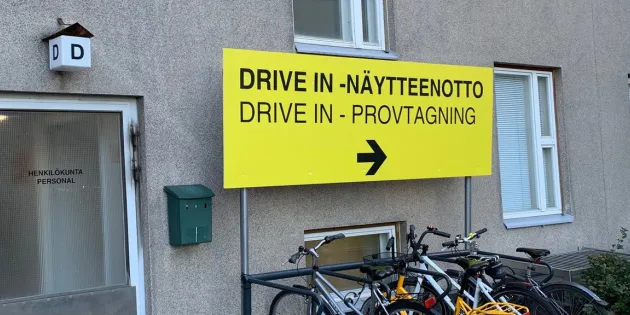 D D
DRIVE IN -NÄYTTEENOTTO
DRIVE IN - PROVTAGNING
HENKILÖKUNTA
PERSONAL